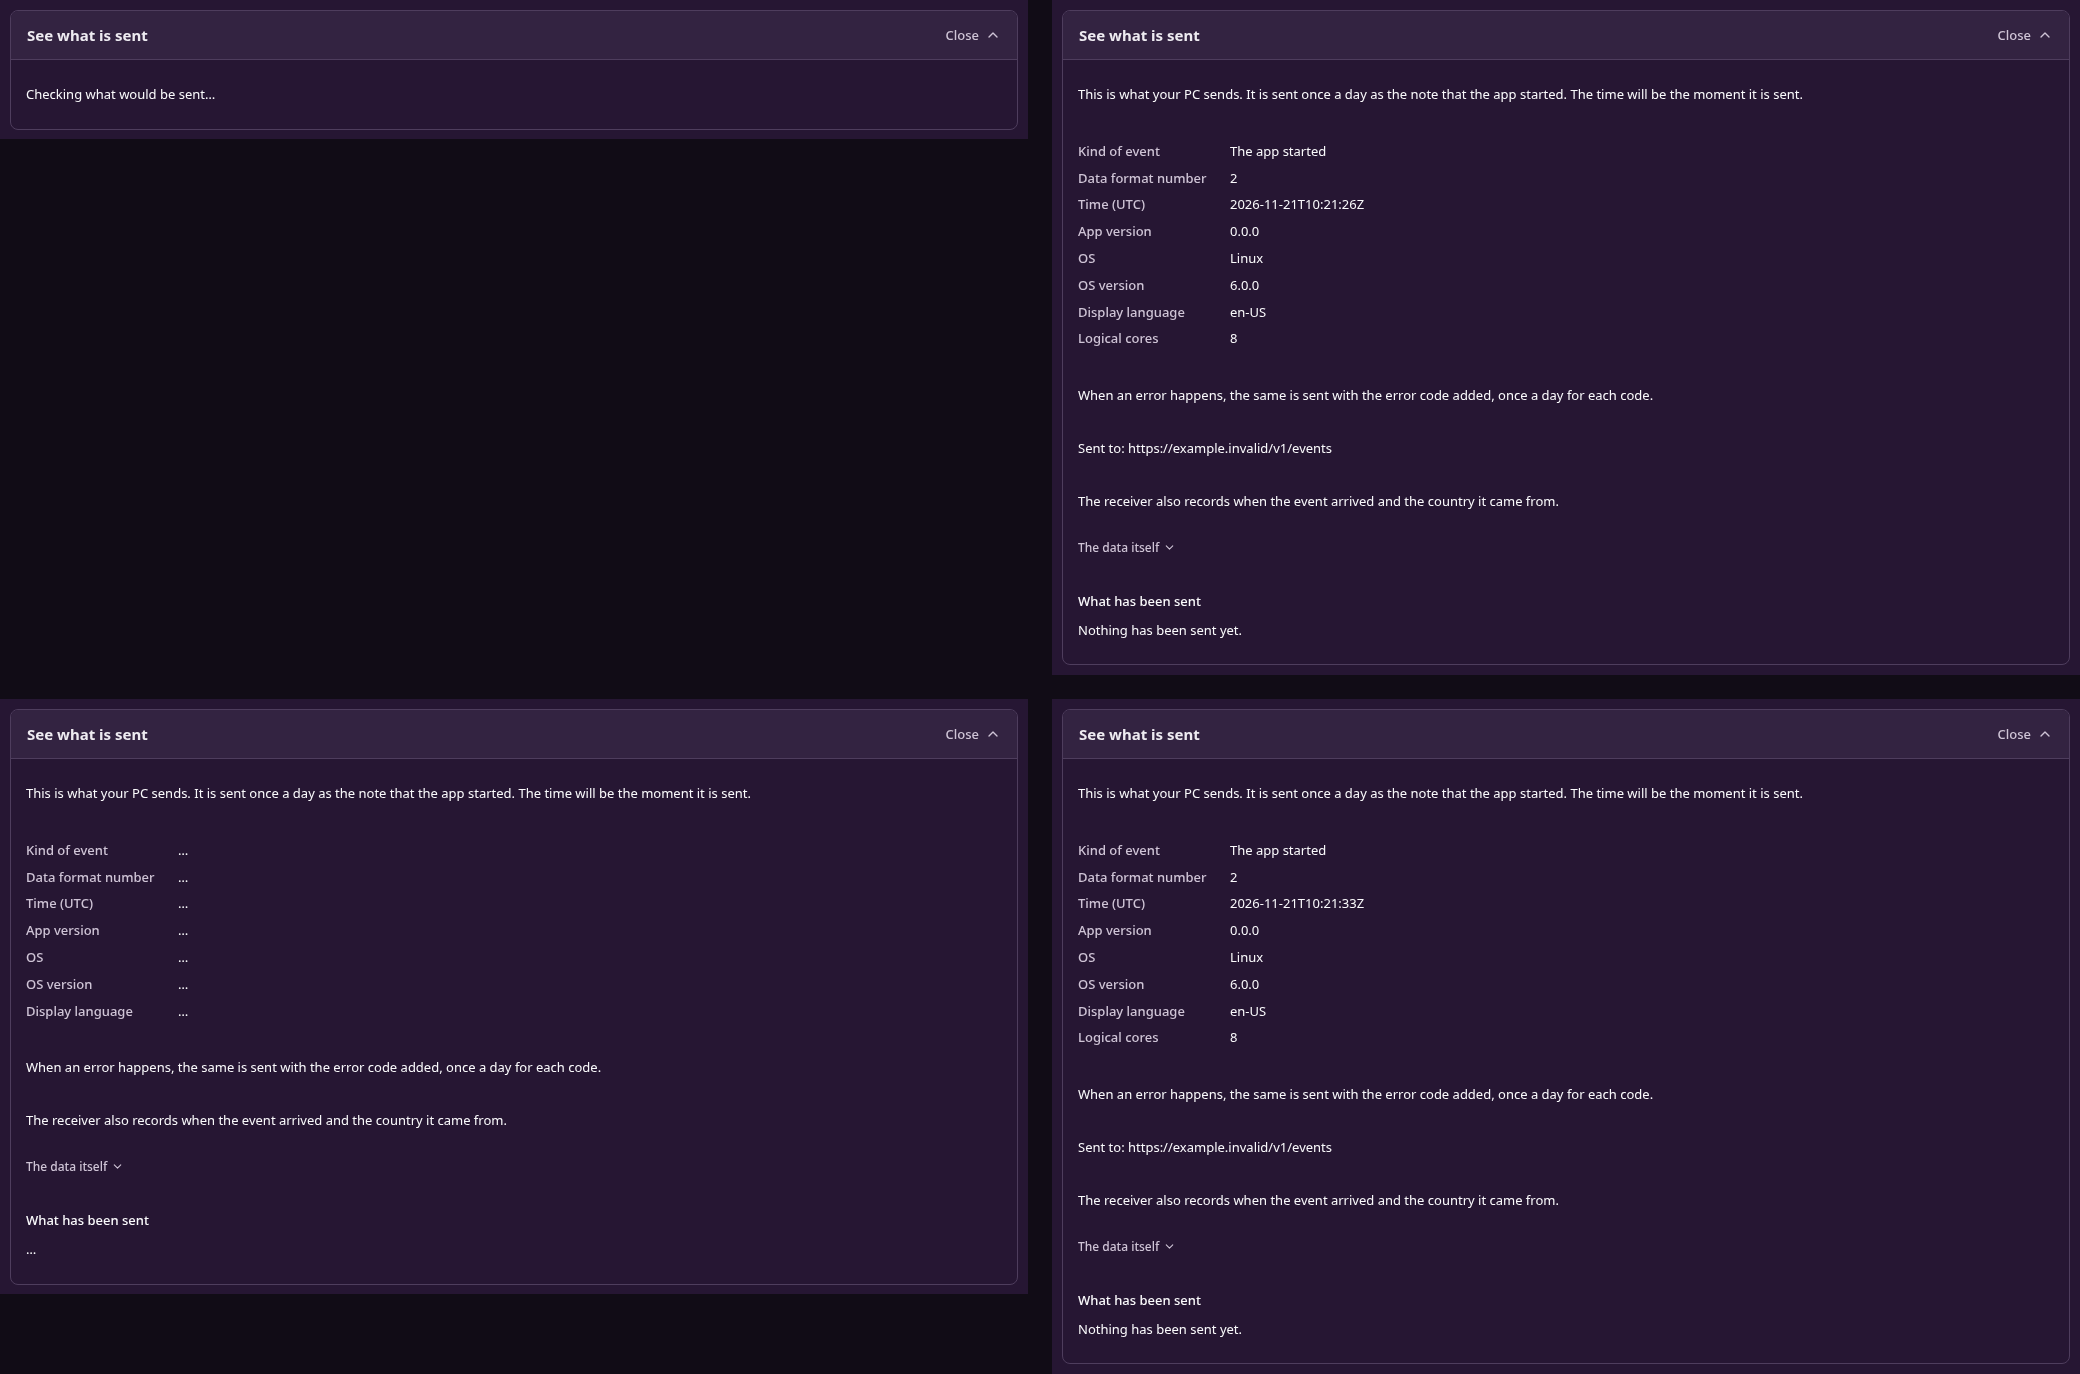 See what is sent
Close
Checking what would be sent...
See what is sent
Close
This is what your PC sends. It is sent once a day as the note that the app started. The time will be the moment it is sent.
Kind of event The app started
Data format number 2
Time (UTC) 2026-11-21T10:21:26Z
App version 0.0.0
OS Linux
OS version 6.0.0
Display language en-US
Logical cores 8
When an error happens, the same is sent with the error code added, once a day for each code.
Sent to: https://example.invalid/v1/events
The receiver also records when the event arrived and the country it came from.
The data itself
What has been sent
Nothing has been sent yet.
See what is sent
Close
This is what your PC sends. It is sent once a day as the note that the app started. The time will be the moment it is sent.
Kind of event ...
Data format number ...
Time (UTC) ...
App version ...
OS ...
OS version ...
Display language ...
When an error happens, the same is sent with the error code added, once a day for each code.
The receiver also records when the event arrived and the country it came from.
The data itself
What has been sent
...
See what is sent
Close
This is what your PC sends. It is sent once a day as the note that the app started. The time will be the moment it is sent.
Kind of event The app started
Data format number 2
Time (UTC) 2026-11-21T10:21:33Z
App version 0.0.0
OS Linux
OS version 6.0.0
Display language en-US
Logical cores 8
When an error happens, the same is sent with the error code added, once a day for each code.
Sent to: https://example.invalid/v1/events
The receiver also records when the event arrived and the country it came from.
The data itself
What has been sent
Nothing has been sent yet.